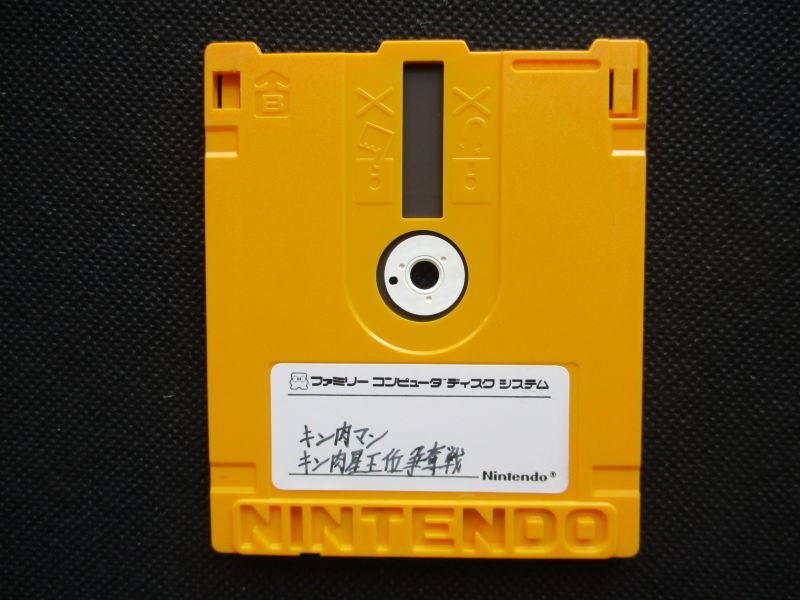 B
ファミリー コンピュータ ディスク システム
キン肉マン
キン肉星王位争奪戦
Nintendo®
NINTENDO